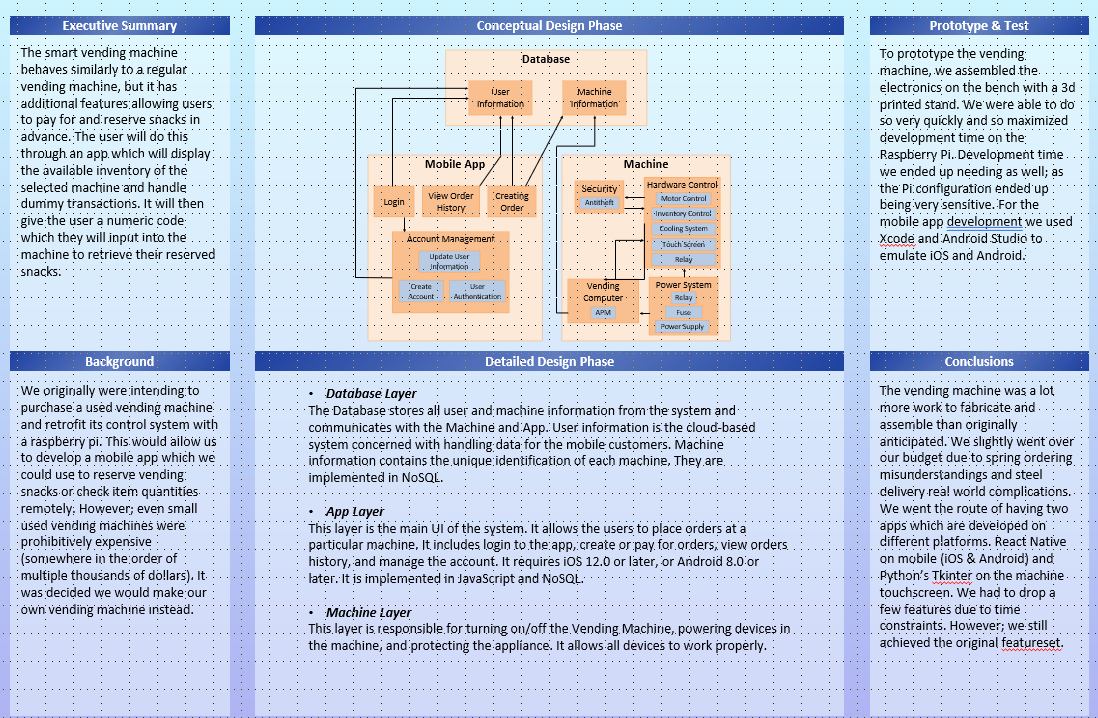 Executive Summary
The smart vending machine
behaves similarly to a regular
vending machine, but it has
additional features allowing users
to pay for and reserve snacks in
advance. The user will do this
through an app which will display
the available inventory of the
selected machine and handle
dummy transactions. It will then
give the user a numeric code
which they will input into the
machine to retrieve their reserved
snacks.
Background
We originally were intending to
purchase a used vending machine
and retrofit its control system with
a raspberry pi. This would allow us
to develop a mobile app which we
could use to reserve vending
snacks or check item quantities
remotely. However; even small
used vending machines were
prohibitively expensive
(somewhere in the order of
multiple thousands of dollars). It
was decided we would make our
own vending machine instead.
Conceptual Design Phase
Database
User
Information
Machine
Information
Mobile App
Login
View Order
History
Creating
Order
Account Management
Update User
Information
Create
Account
User
Authentication
Machine
Security
Antitheft
Hardware Control
Motor Control
Inventory Control
Cooling System
Touch Screen
Relay
Vending
Computer
APM
Power System
Relay
Fuse
Power Supply
Detailed Design Phase
• Database Layer
The Database stores all user and machine information from the system and
communicates with the Machine and App. User information is the cloud-based
system concerned with handling data for the mobile customers. Machine
information contains the unique identification of each machine. They are
implemented in NoSQL.
• App Layer
This layer is the main UI of the system. It allows the users to place orders at a
particular machine. It includes login to the app, create or pay for orders, view orders
history, and manage the account. It requires iOS 12.0 or later, or Android 8.0 or
later. It is implemented in JavaScript and NoSQL.
• Machine Layer
This layer is responsible for turning on/off the Vending Machine, powering devices in
the machine, and protecting the appliance. It allows all devices to work properly.
Prototype & Test
To prototype the vending
machine, we assembled the
electronics on the bench with a 3d
printed stand. We were able to do
so very quickly and so maximized
development time on the
Raspberry Pi. Development time
we ended up needing as well; as
the Pi configuration ended up
being very sensitive. For the
mobile app development we used
Xcode and Android Studio to
emulate iOS and Android.
Conclusions
The vending machine was a lot
more work to fabricate and
assemble than originally
anticipated. We slightly went over
our budget due to spring ordering
misunderstandings and steel
delivery real world complications.
We went the route of having two
apps which are developed on
different platforms. React Native
on mobile (iOS & Android) and
Python's Tkinter on the machine
touchscreen. We had to drop a
few features due to time
constraints. However; we still
achieved the original featureset.